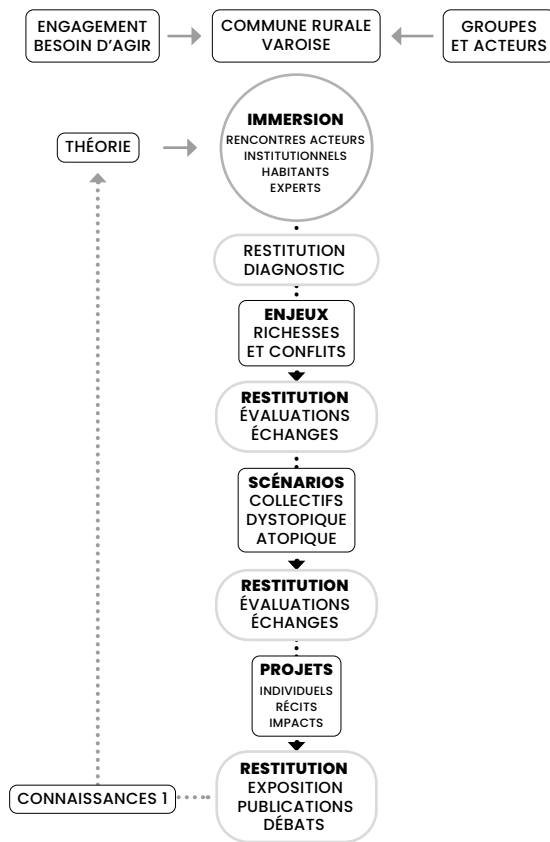 ENGAGEMENT
BESOIN D'AGIR
COMMUNE RURALE
VAROISE
GROUPES
ET ACTEURS
THÉORIE
IMMERSION
RENCONTRES ACTEURS
INSTITUTIONNELS
HABITANTS
EXPERTS
RESTITUTION
DIAGNOSTIC
ENJEUX
RICHESSES
ET CONFLITS
RESTITUTION
ÉVALUATIONS
ÉCHANGES
SCÉNARIOS
COLLECTIFS
DYSTOPIQUE
ATOPIQUE
RESTITUTION
ÉVALUATIONS
ÉCHANGES
PROJETS
INDIVIDUELS
RÉCITS
IMPACTS
CONNAISSANCES 1
RESTITUTION
EXPOSITION
PUBLICATIONS
DÉBATS